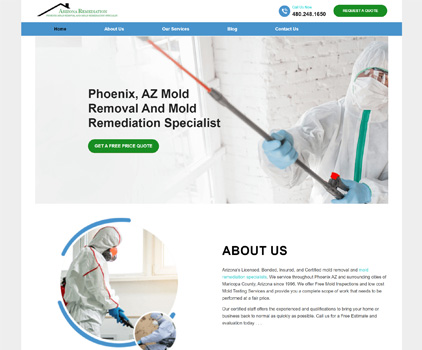 Arizona Remediation
Call Us Now
480.248.1650
REQUEST A QUOTE
Home
About Us
Our Services
Blog
Contact Us
Phoenix, AZ Mold
Removal And Mold
Remediation Specialist
GET A FREE PRICE QUOTE
ABOUT US
Arizona's Licensed, Bonded, Insured, and Certified mold removal and mold
remediation specialists. We service throughout Phoenix AZ and surrounding cities of
Maricopa County, Arizona since 1996. We offer Free Mold Inspections and low cost
Mold Testing Services and provide you a complete scope of work that needs to be
performed at a fair price.
Our certified staff offers the experienced and qualifications to bring your home or
business back to normal as quickly as possible. Call us for a Free Estimate and
evaluation today. ...